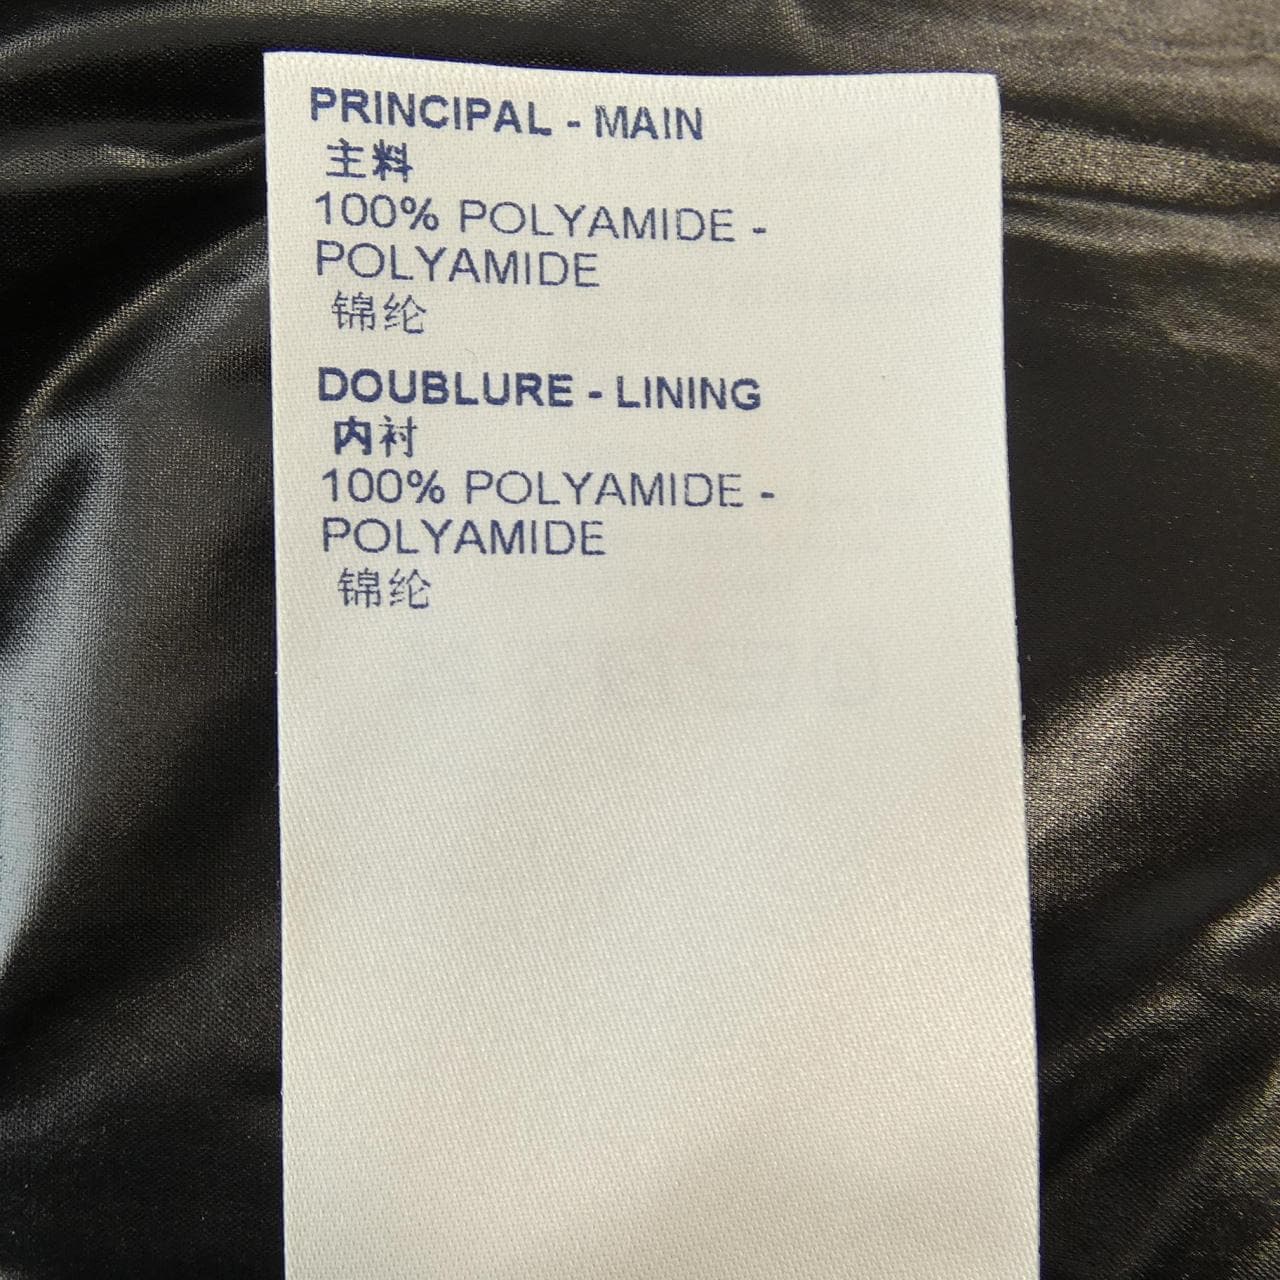 PRINCIPAL - MAIN
主料
100% POLYAMIDE -
POLYAMIDE
锦纶
DOUBLURE - LINING
内衬
100% POLYAMIDE -
POLYAMIDE
锦纶